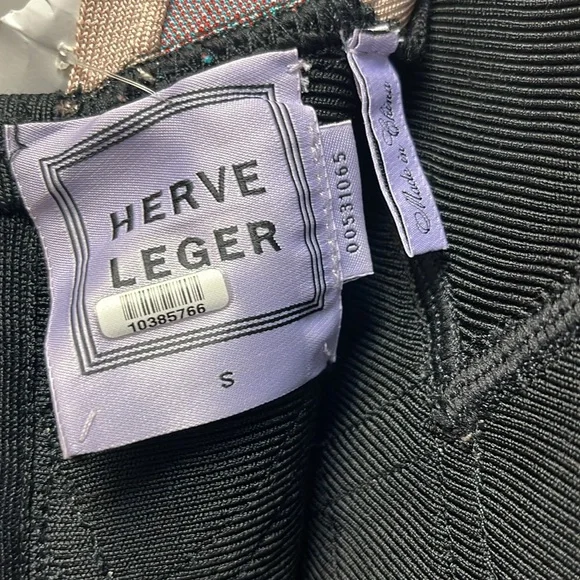 HERVE
LEGER
10385766
S
00531065
Made in China